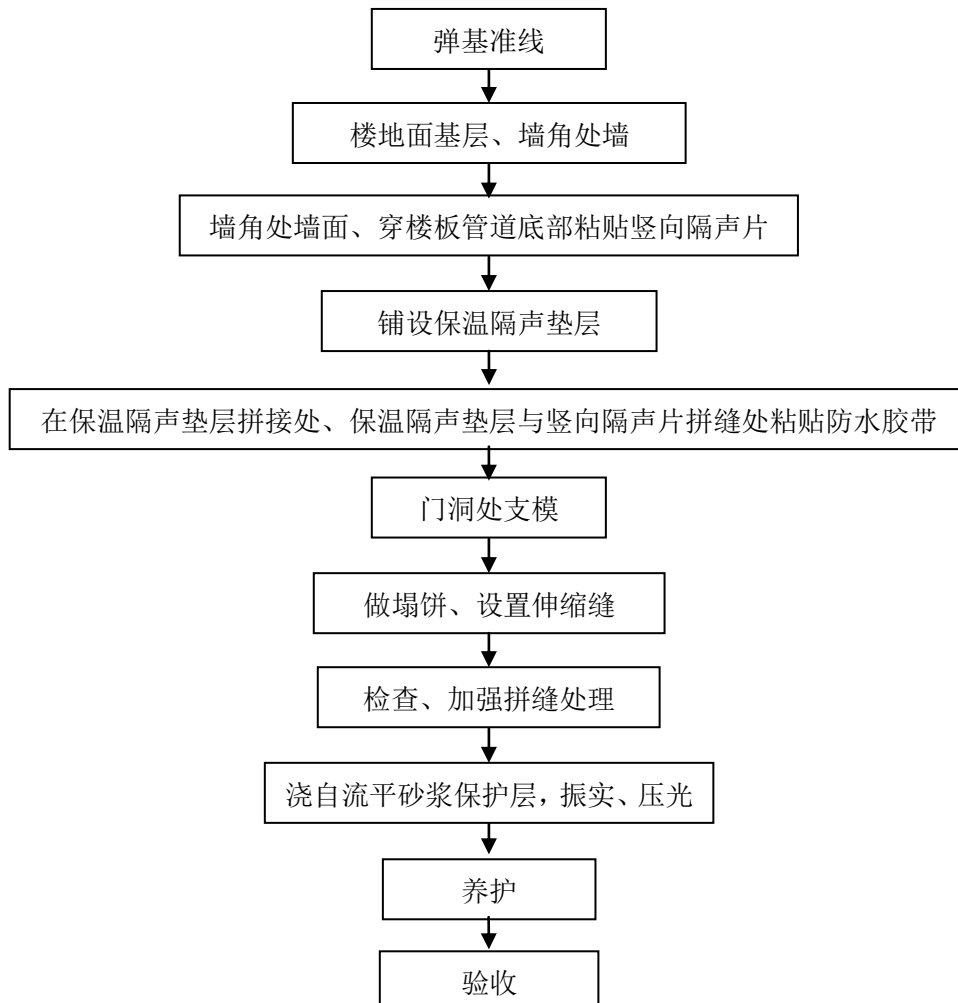 弹基准线
楼地面基层、墙角处墙
墙角处墙面、穿楼板管道底部粘贴竖向隔声片
铺设保温隔声垫层
在保温隔声垫层拼接处、保温隔声垫层与竖向隔声片拼缝处粘贴防水胶带
门洞处支模
做塌饼、设置伸缩缝
检查、加强拼缝处理
浇自流平砂浆保护层，振实、压光
养护
验收